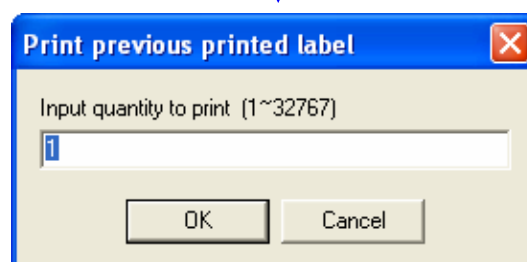 Print previous printed label
Input quantity to print (1~32767)
1
OK
Cancel